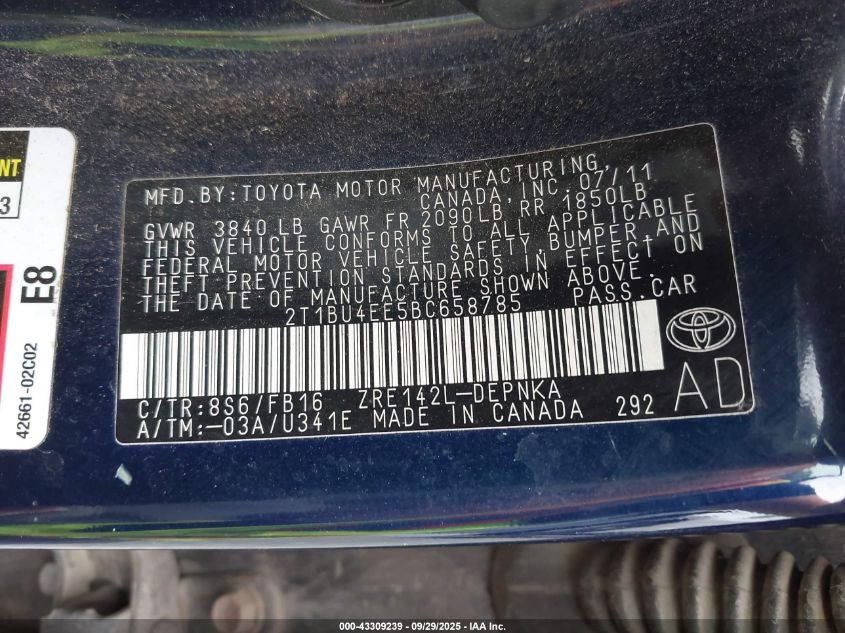 NT
3
E8
42661-02C02
MFD.BY:TOYOTA MOTOR MANUFACTURING,
CANADA, INC. 07/11
GVWR 3840LB GAWR FR 2090LB RR 1850LB
THIS VEHICLE CONFORMS TO ALL APPLICABLE
FEDERAL MOTOR VEHICLE SAFETY, BUMPER, AND
THEFT PREVENTION STANDARDS IN EFFECT ON
THE DATE OF MANUFACTURE SHOWN ABOVE.
2T1BU4EE5BC658785 PASS.CAR
C/TR:8S6/FB16 ZRE142L-DEPNKA
A/TM:-03A/U341E MADE IN CANADA 292
AD
000-43309239 - 09/29/2025 - IAA Inc.